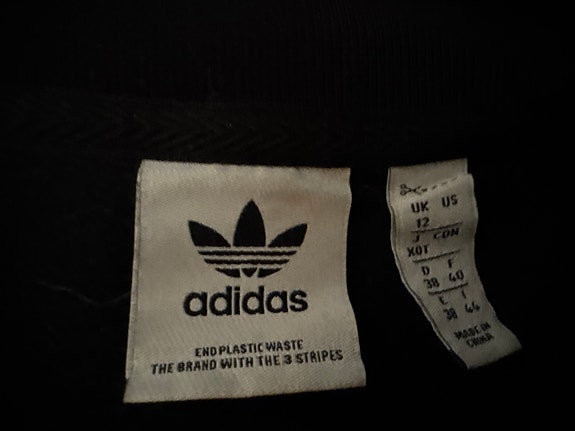 adidas
END PLASTIC WASTE
THE BRAND WITH THE 3 STRIPES
UK US
12
J CDN
XOT
D F
38 40
E I
38 44
MADE IN
CHINA